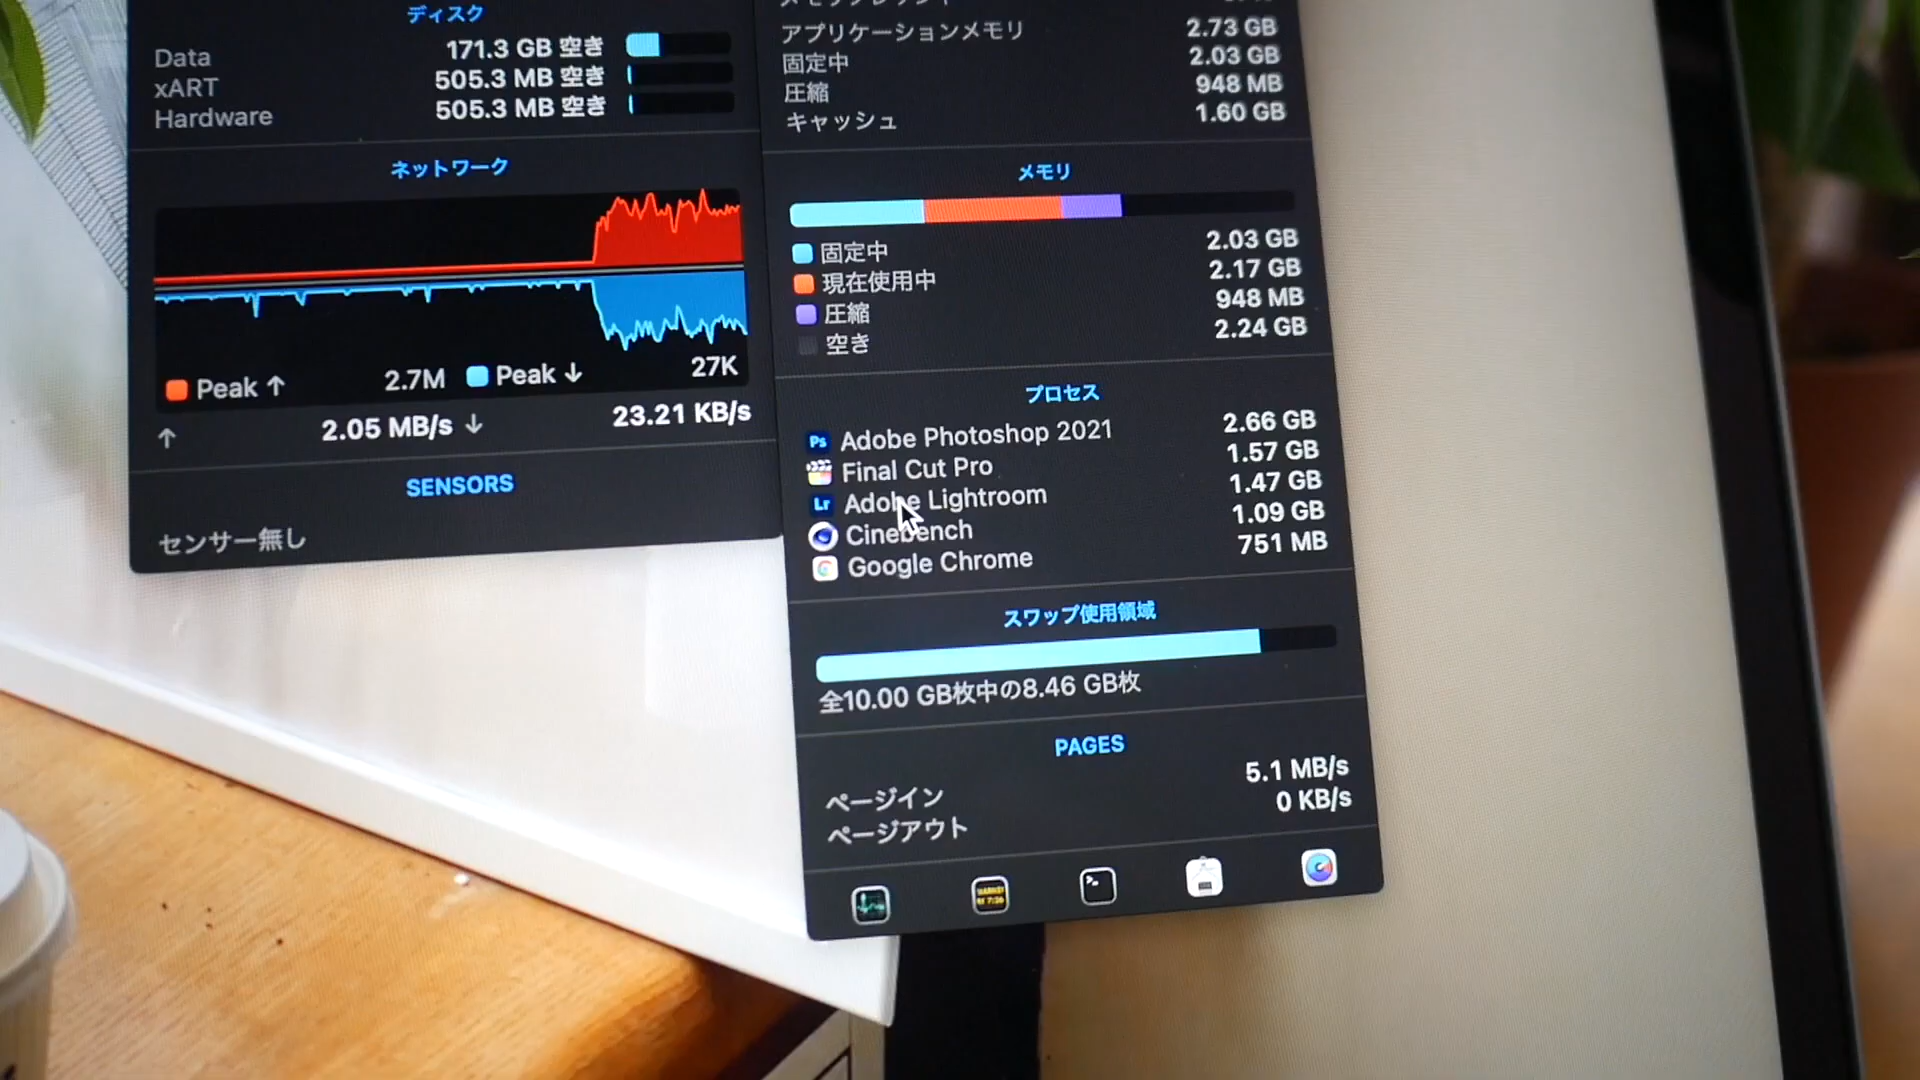 ディスク
Data 171.3 GB 空き
xART 505.3 MB 空き
Hardware 505.3 MB 空き
ネットワーク
Peak ↑ 2.7M Peak ↓ 27K
↑ 2.05 MB/s ↓ 23.21 KB/s
SENSORS
センサー無し
アプリケーションメモリ 2.73 GB
固定中 2.03 GB
圧縮 948 MB
キャッシュ 1.60 GB
メモリ
固定中 2.03 GB
現在使用中 2.17 GB
圧縮 948 MB
空き 2.24 GB
プロセス
Ps Adobe Photoshop 2021 2.66 GB
Final Cut Pro 1.57 GB
Lr Adobe Lightroom 1.47 GB
Cinebench 1.09 GB
Google Chrome 751 MB
スワップ使用領域
全10.00 GB枚中の8.46 GB枚
PAGES
ページイン 5.1 MB/s
ページアウト 0 KB/s